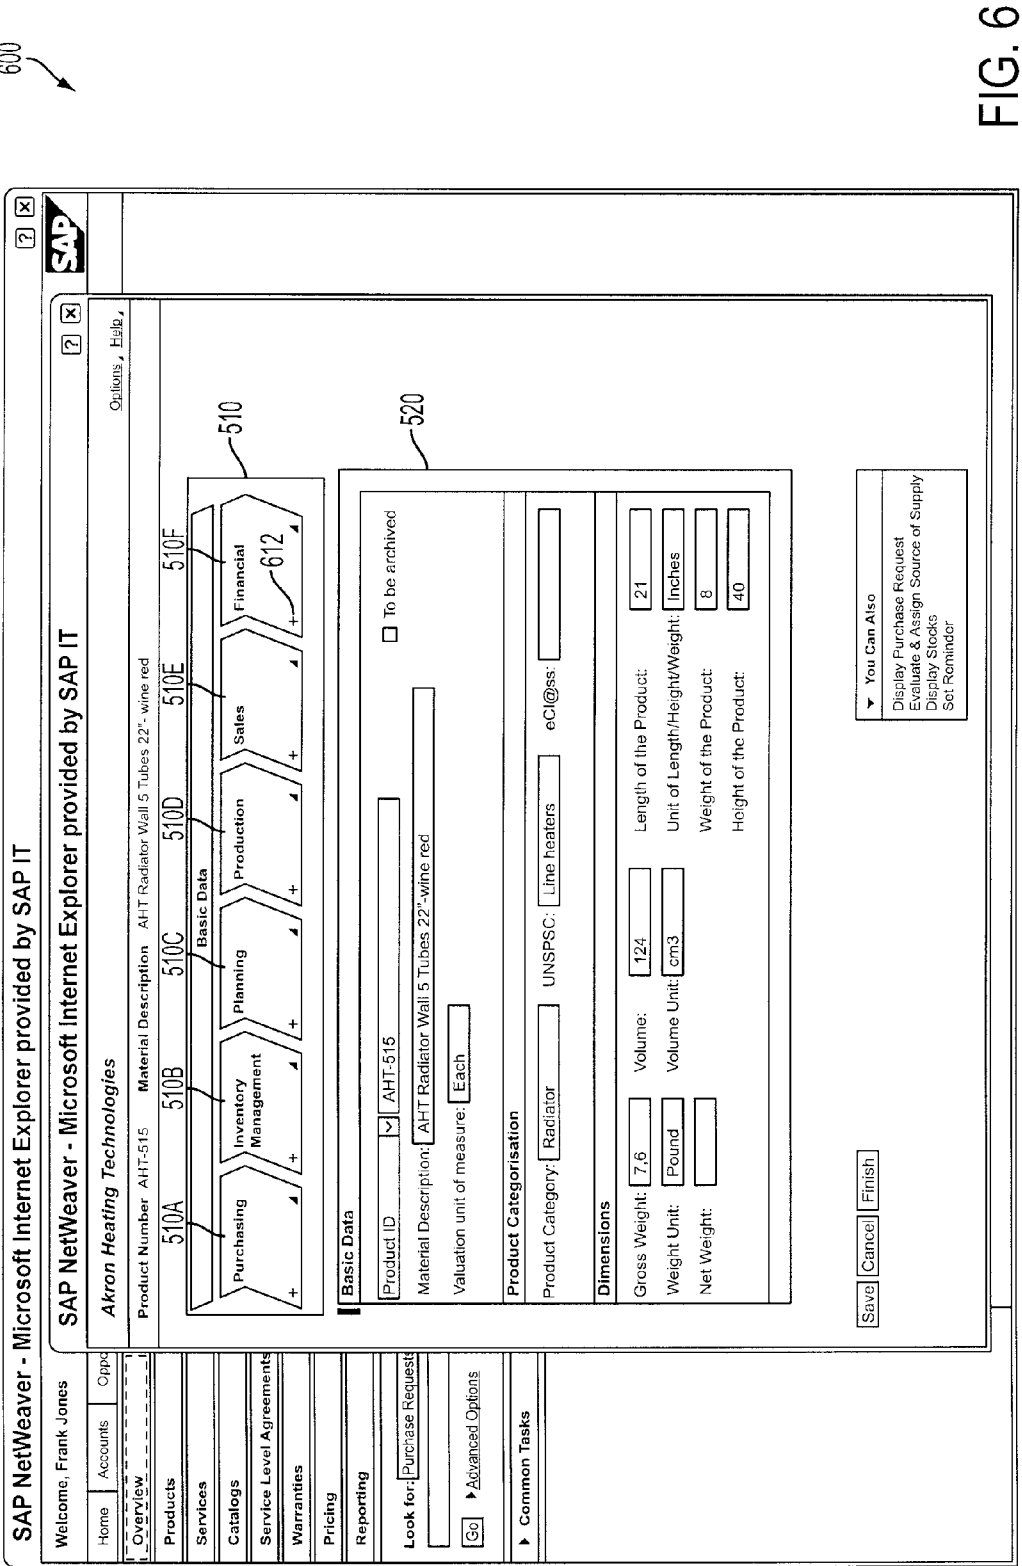 600
SAP NetWeaver - Microsoft Internet Explorer provided by SAP IT
? X
Welcome, Frank Jones
SAP
SAP NetWeaver - Microsoft Internet Explorer provided by SAP IT
? X
Home Accounts Oppo
Akron Heating Technologies
Options Help
Overview
Product Number AHT-515 Material Description AHT Radiator Wall 5 Tubes 22"- wine red
Products
Services
Catalogs
Service Level Agreements
Warranties
Pricing
Reporting
Look for: Purchase Requests
Go Advanced Options
Common Tasks
510A 510B 510C 510D 510E 510F
510
Basic Data
Purchasing
Inventory
Management
Planning
Production
Sales
Financial
+ + + + + +
612
520
Basic Data
Product ID AHT-515
To be archived
Material Description: AHT Radiator Wall 5 Tubes 22"-wine red
Valuation unit of measure: Each
Product Categorisation
Product Category: Radiator UNSPSC: Line heaters eCl@ss:
Dimensions
Gross Weight: 7,6 Volume: 124 Length of the Product: 21
Weight Unit: Pound Volume Unit: cm3 Unit of Length/Height/Weight: Inches
Net Weight: Weight of the Product: 8
Height of the Product: 40
Save Cancel Finish
You Can Also
Display Purchase Request
Evaluate & Assign Source of Supply
Display Stocks
Set Reminder
FIG. 6